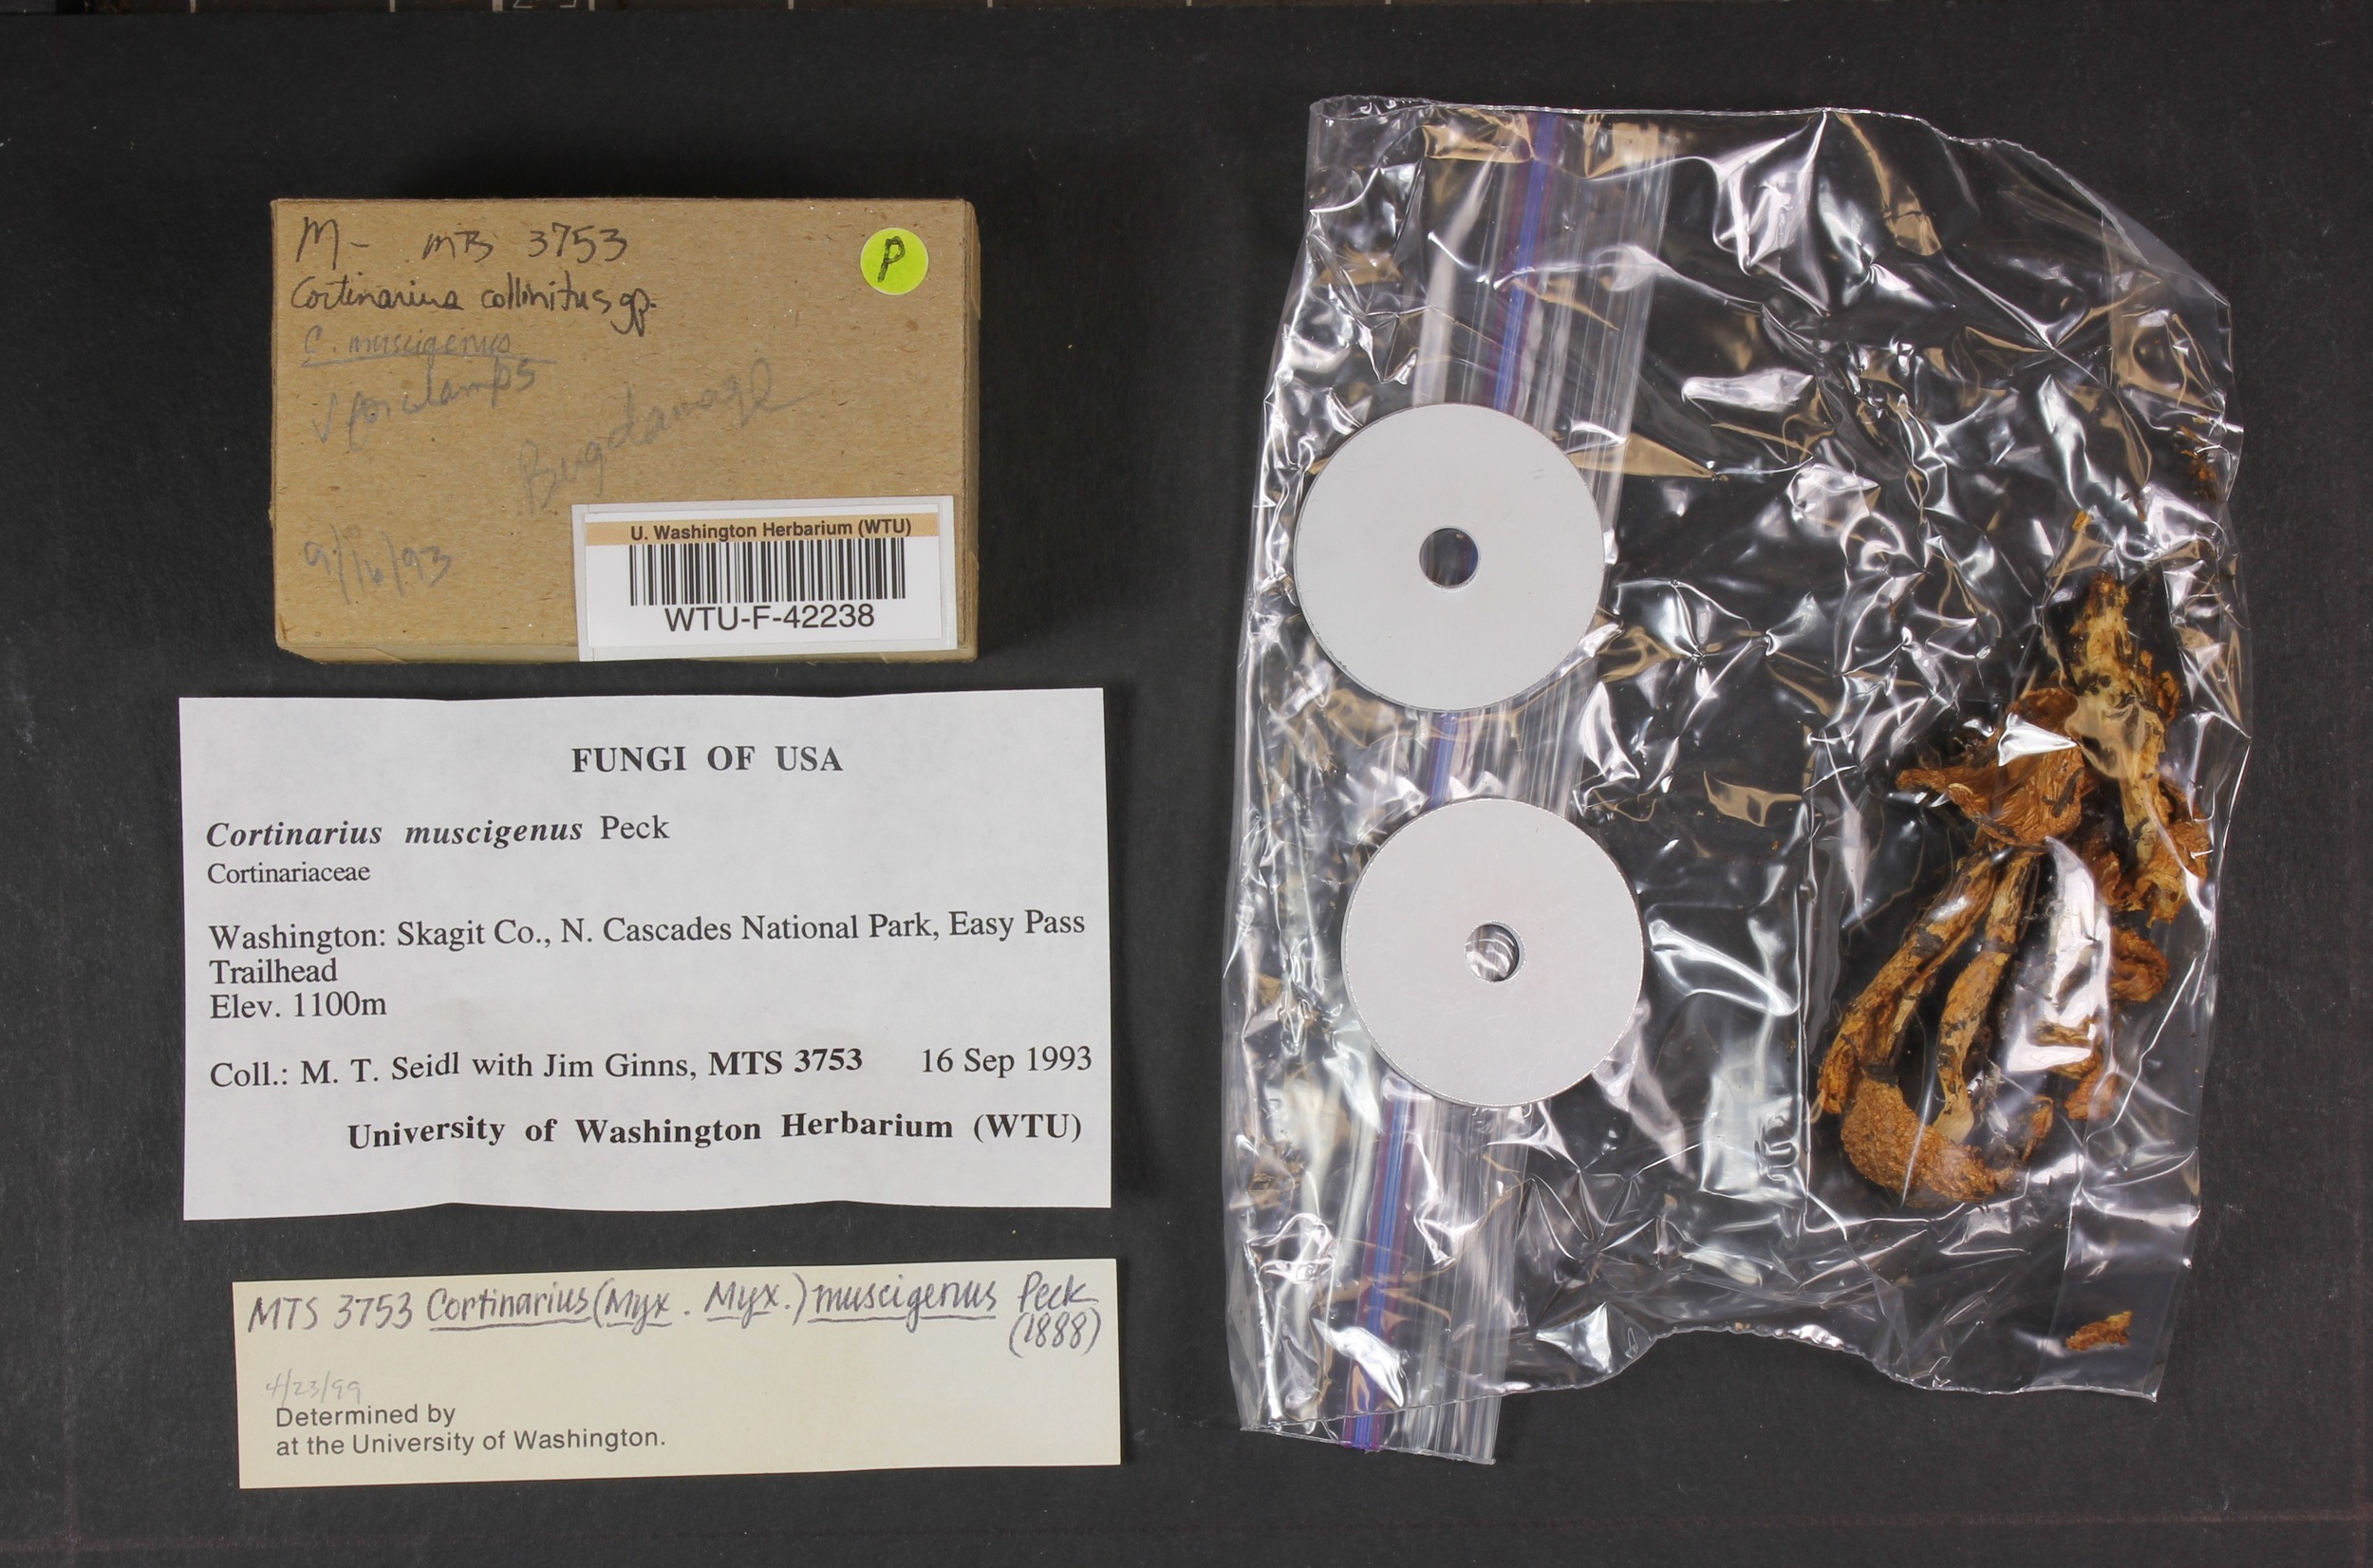 M- MTS 3753
P
Cortinarius collinitus gp.
C. muscigenus
✓ for clamps
Bug damage
9/16/93
U. Washington Herbarium (WTU)
WTU-F-42238
FUNGI OF USA
Cortinarius muscigenus Peck
Cortinariaceae
Washington: Skagit Co., N. Cascades National Park, Easy Pass
Trailhead
Elev. 1100m
Coll.: M. T. Seidl with Jim Ginns, MTS 3753 16 Sep 1993
University of Washington Herbarium (WTU)
MTS 3753 Cortinarius (Myx. Myx.) muscigenus Peck
(1888)
4/23/99
Determined by
at the University of Washington.